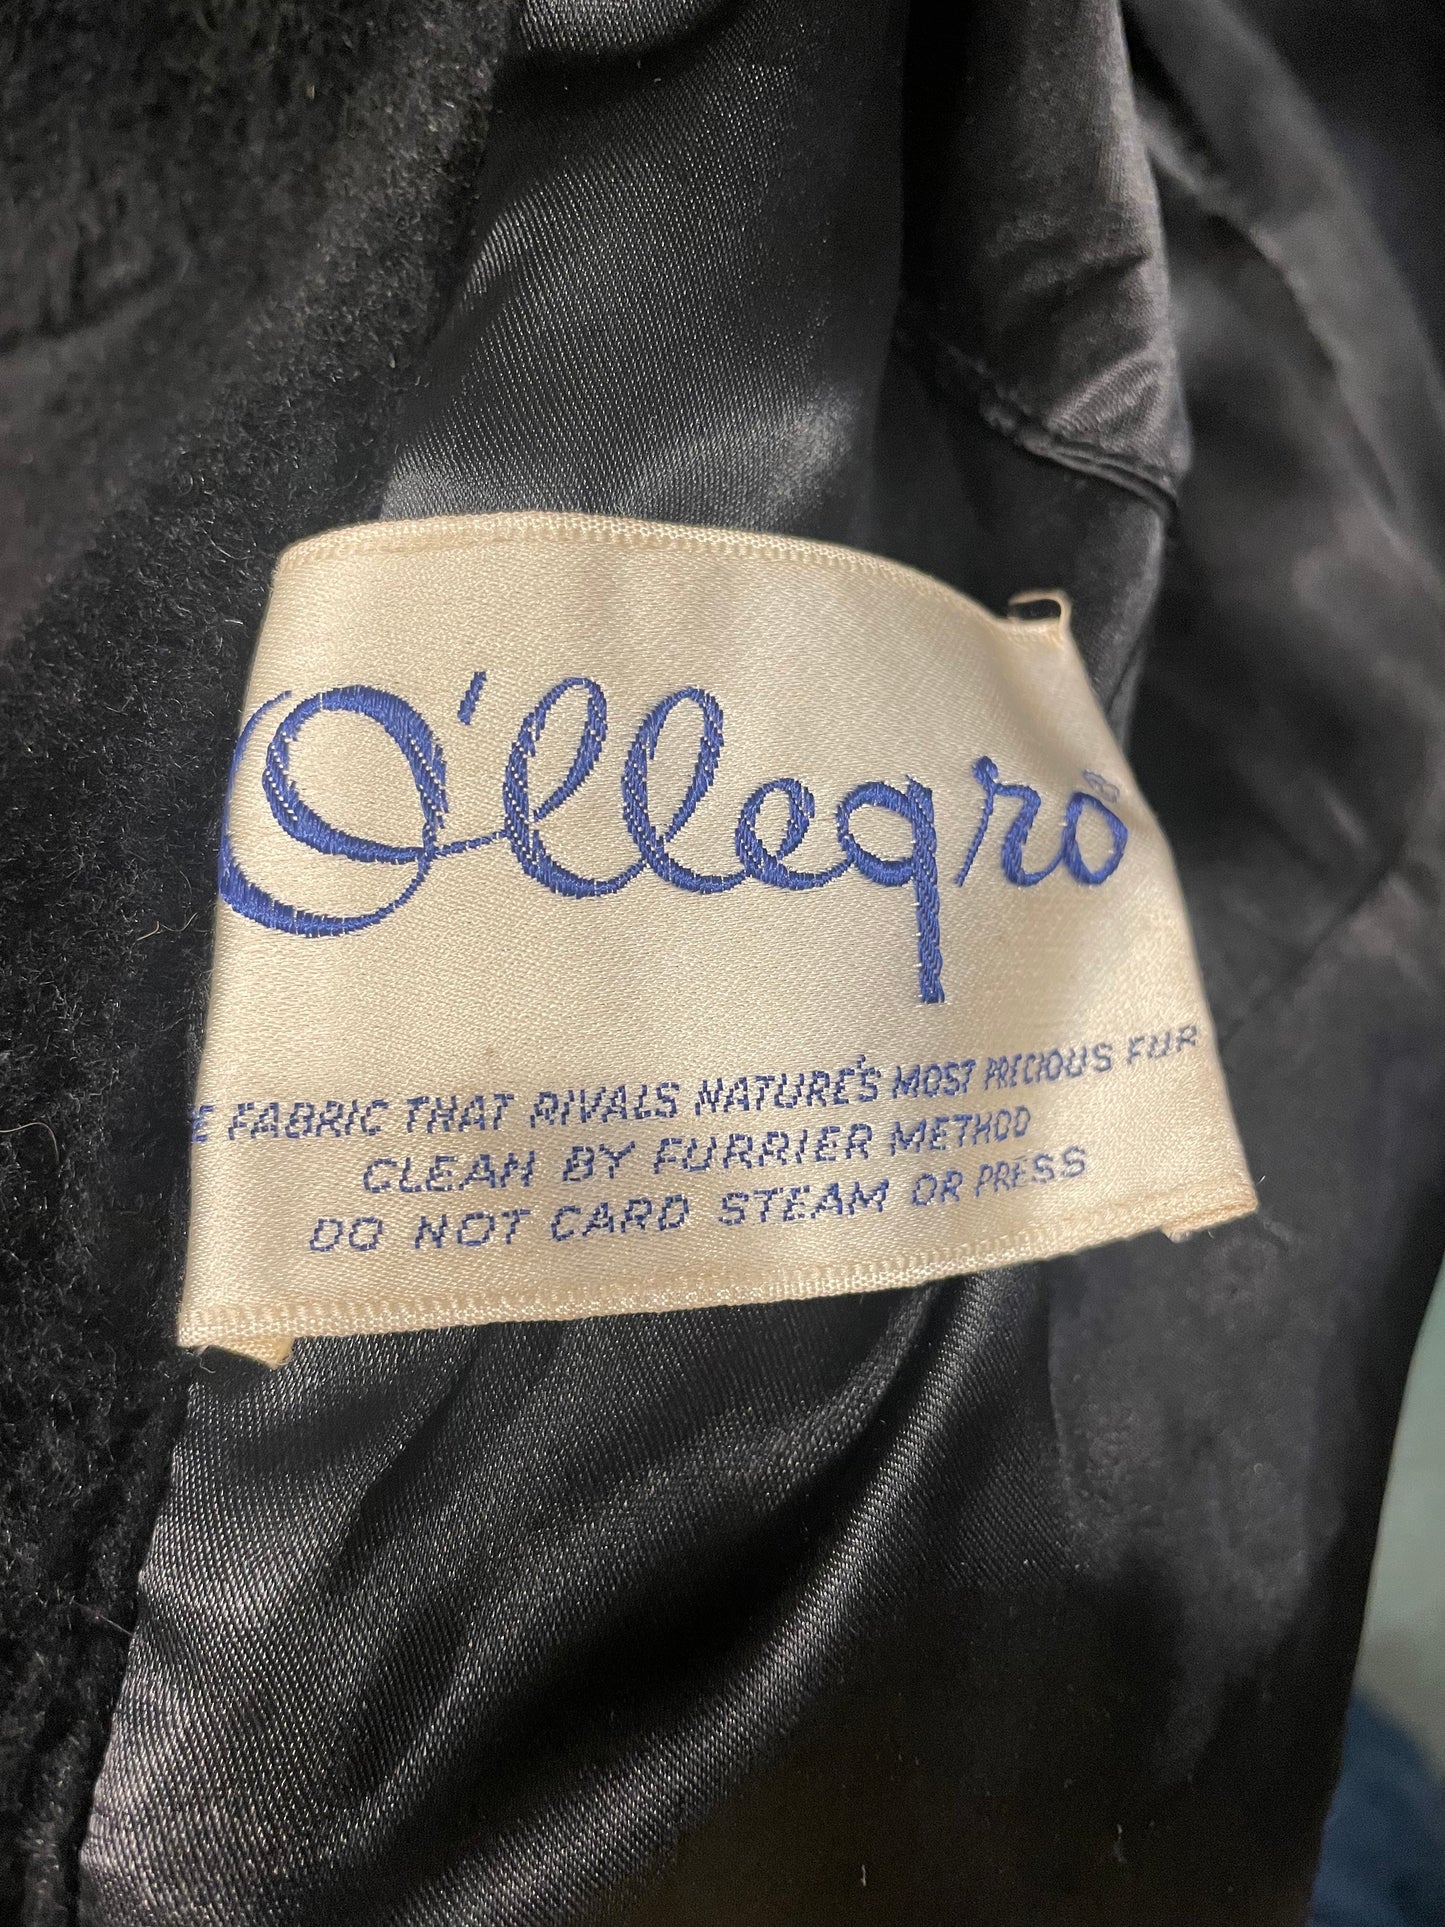 O'llegro ®
FABRIC THAT RIVALS NATURE'S MOST PRECIOUS FUR
CLEAN BY FURRIER METHOD
DO NOT CARD STEAM OR PRESS